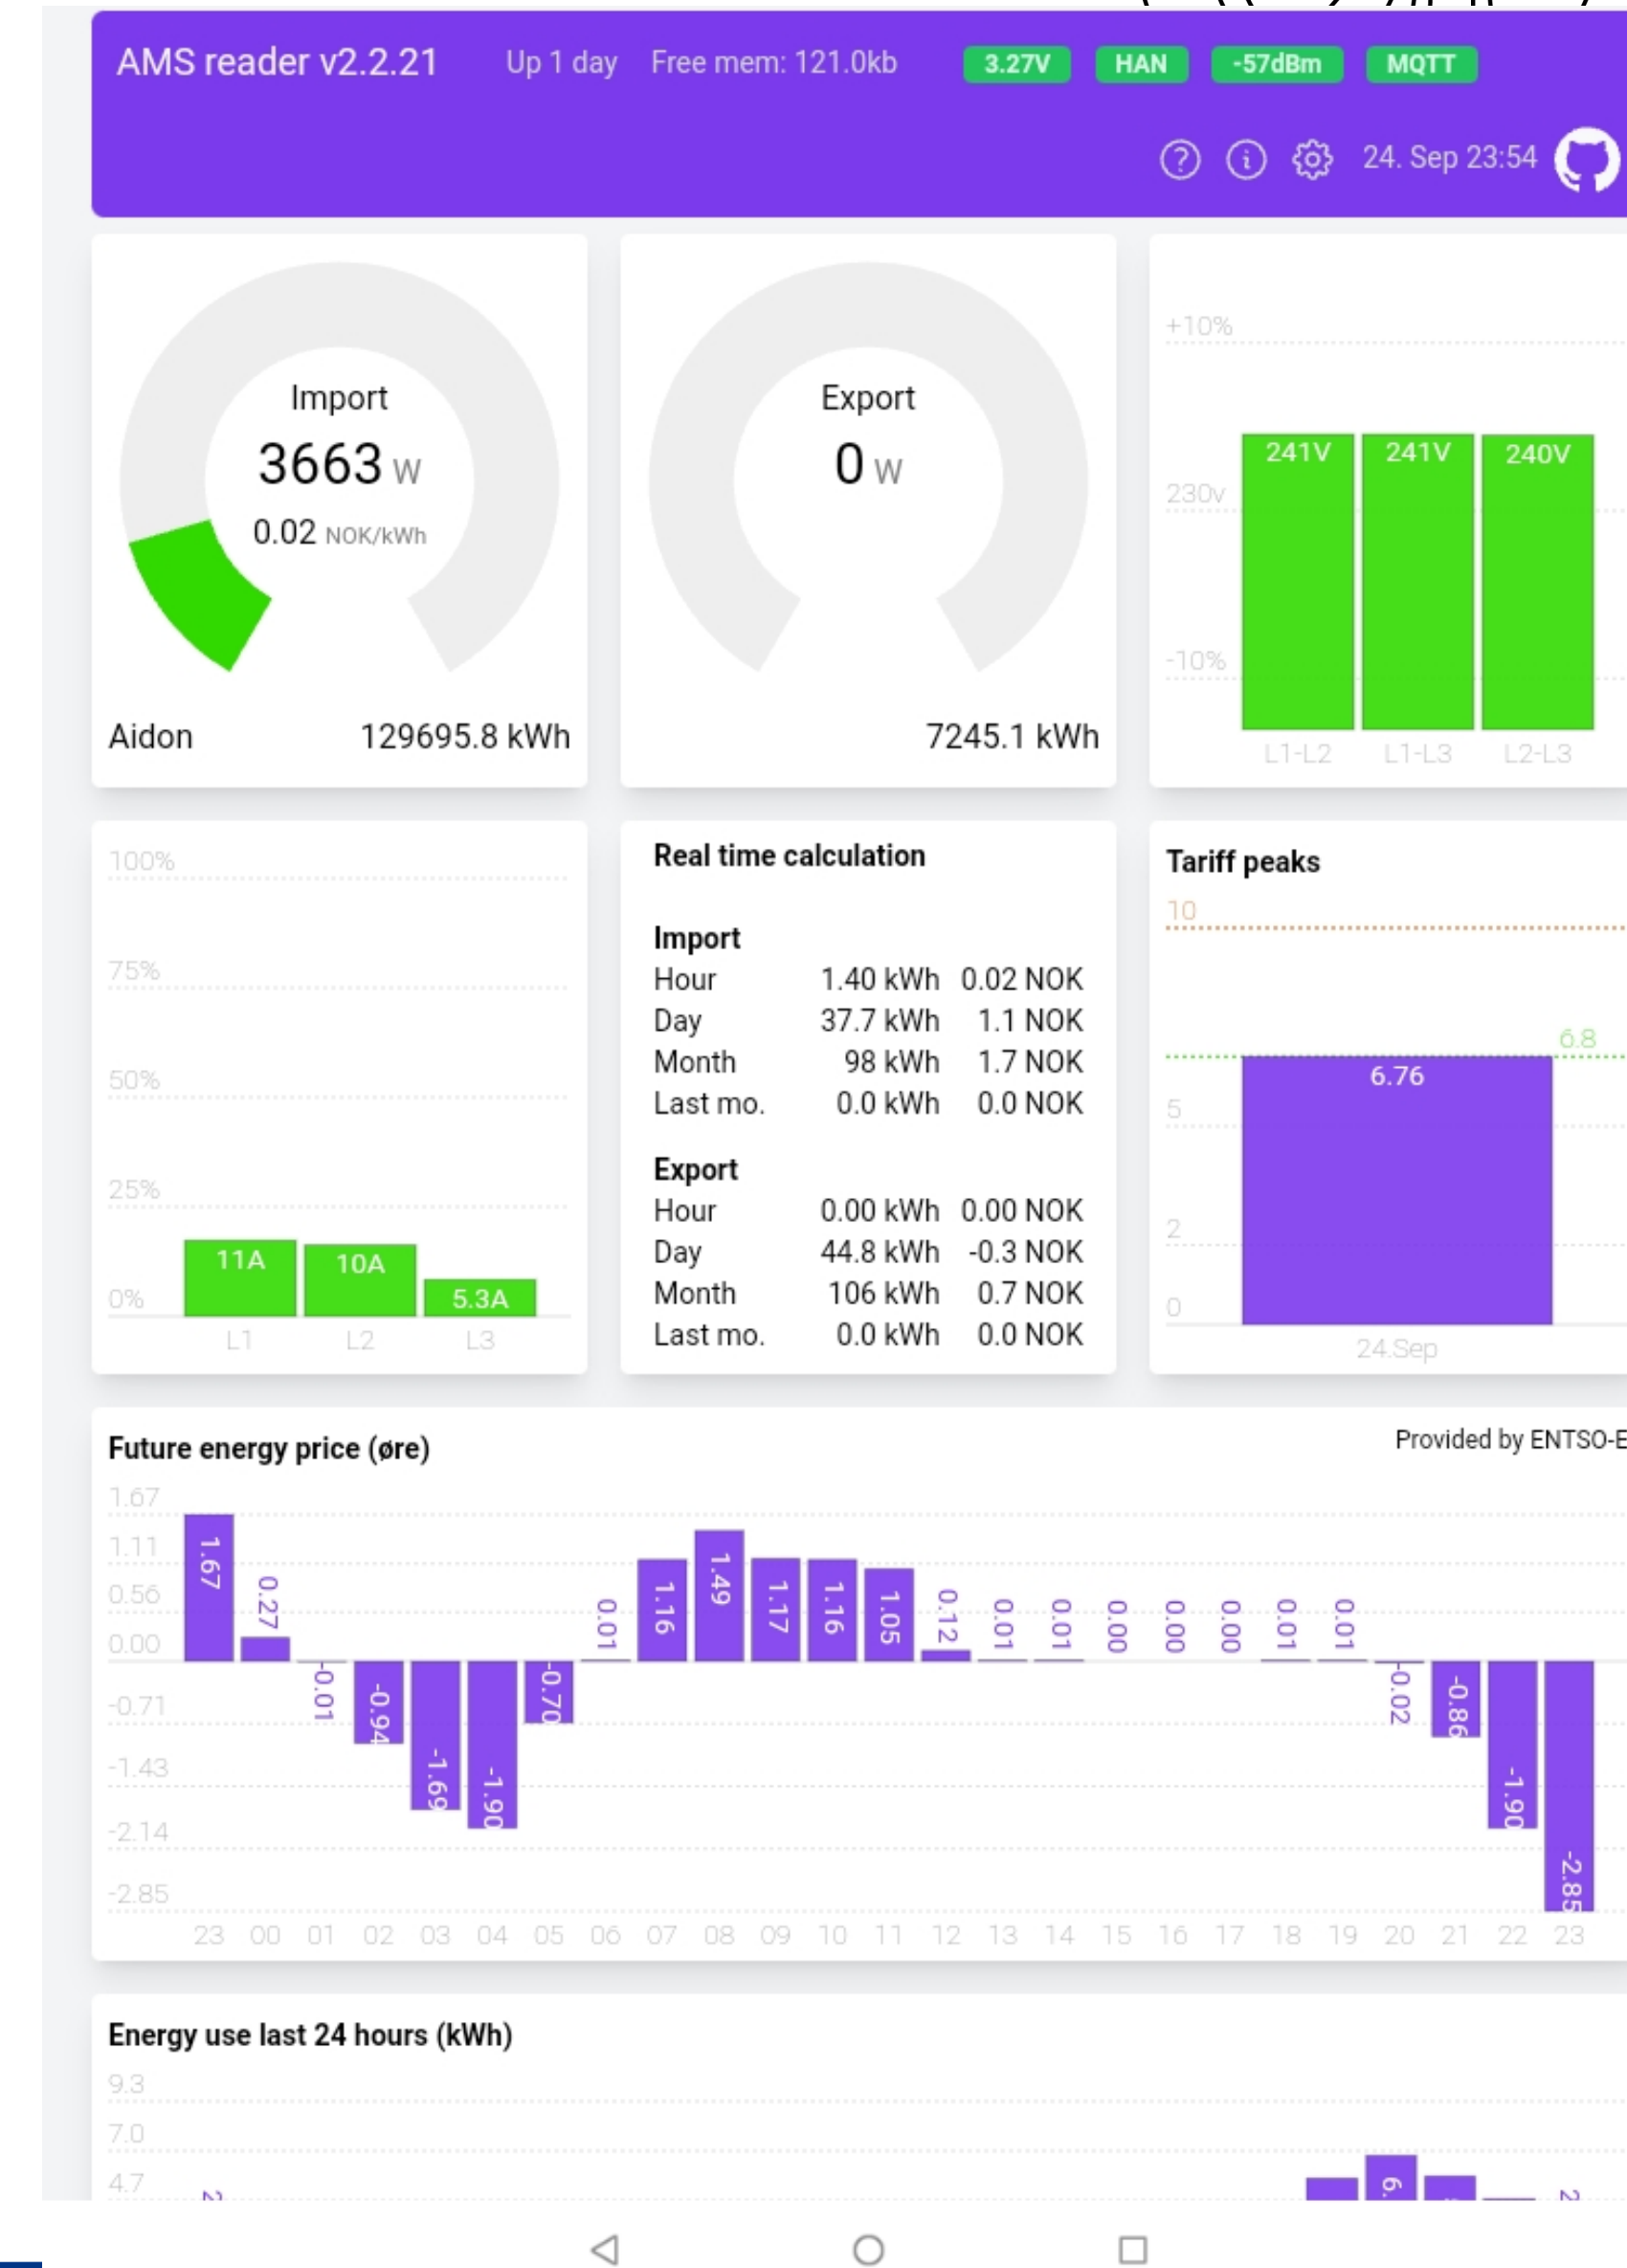 AMS reader v2.2.21 Up 1 day Free mem: 121.0kb 3.27V HAN -57dBm MQTT
24. Sep 23:54
Import
3663 W
0.02 NOK/kWh
Aidon 129695.8 kWh
Export
0 W
7245.1 kWh
+10%
230v
-10%
241V 241V 240V
L1-L2 L1-L3 L2-L3
100%
75%
50%
25%
0%
11A 10A 5.3A
L1 L2 L3
Real time calculation
Import
Hour 1.40 kWh 0.02 NOK
Day 37.7 kWh 1.1 NOK
Month 98 kWh 1.7 NOK
Last mo. 0.0 kWh 0.0 NOK
Export
Hour 0.00 kWh 0.00 NOK
Day 44.8 kWh -0.3 NOK
Month 106 kWh 0.7 NOK
Last mo. 0.0 kWh 0.0 NOK
Tariff peaks
10
6.8
6.76
5
2
0
24.Sep
Future energy price (øre) Provided by ENTSO-E
1.67
1.11
0.56
0.00
-0.71
-1.43
-2.14
-2.85
1.67 0.27 -0.01 -0.94 -1.69 -1.90 -0.70 0.01 1.16 1.49 1.17 1.16 1.05 0.12 0.01 0.01 0.00 0.00 0.00 0.01 0.01 -0.02 -0.86 -1.90 -2.85
23 00 01 02 03 04 05 06 07 08 09 10 11 12 13 14 15 16 17 18 19 20 21 22 23
Energy use last 24 hours (kWh)
9.3
7.0
4.7